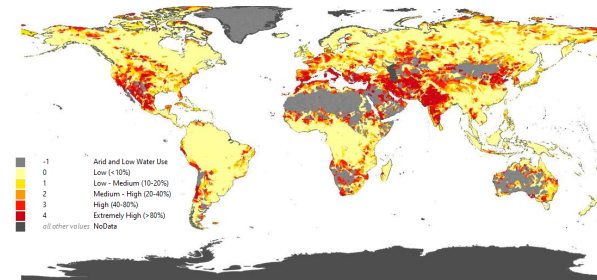 -1 Arid and Low Water Use
0 Low (<10%)
1 Low - Medium (10-20%)
2 Medium - High (20-40%)
3 High (40-80%)
4 Extremely High (>80%)
all other values NoData